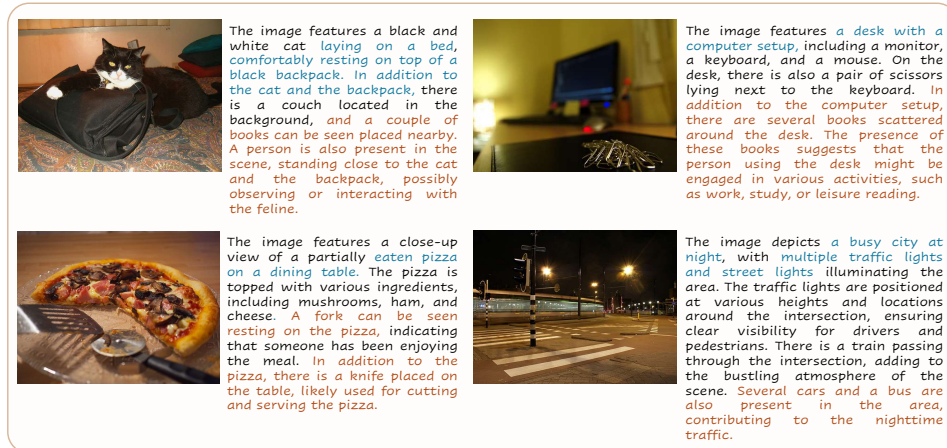 The image features a black and
white cat laying on a bed,
comfortably resting on top of a
black backpack. In addition to
the cat and the backpack, there
is a couch located in the
background, and a couple of
books can be seen placed nearby.
A person is also present in the
scene, standing close to the cat
and the backpack, possibly
observing or interacting with
the feline.
The image features a desk with a
computer setup, including a monitor,
a keyboard, and a mouse. On the
desk, there is also a pair of scissors
lying next to the keyboard. In
addition to the computer setup,
there are several books scattered
around the desk. The presence of
these books suggests that the
person using the desk might be
engaged in various activities, such
as work, study, or leisure reading.
The image features a close-up
view of a partially eaten pizza
on a dining table. The pizza is
topped with various ingredients,
including mushrooms, ham, and
cheese. A fork can be seen
resting on the pizza, indicating
that someone has been enjoying
the meal. In addition to the
pizza, there is a knife placed on
the table, likely used for cutting
and serving the pizza.
The image depicts a busy city at
night, with multiple traffic lights
and street lights illuminating the
area. The traffic lights are positioned
at various heights and locations
around the intersection, ensuring
clear visibility for drivers and
pedestrians. There is a train passing
through the intersection, adding to
the bustling atmosphere of the
scene. Several cars and a bus are
also present in the area,
contributing to the nighttime
traffic.